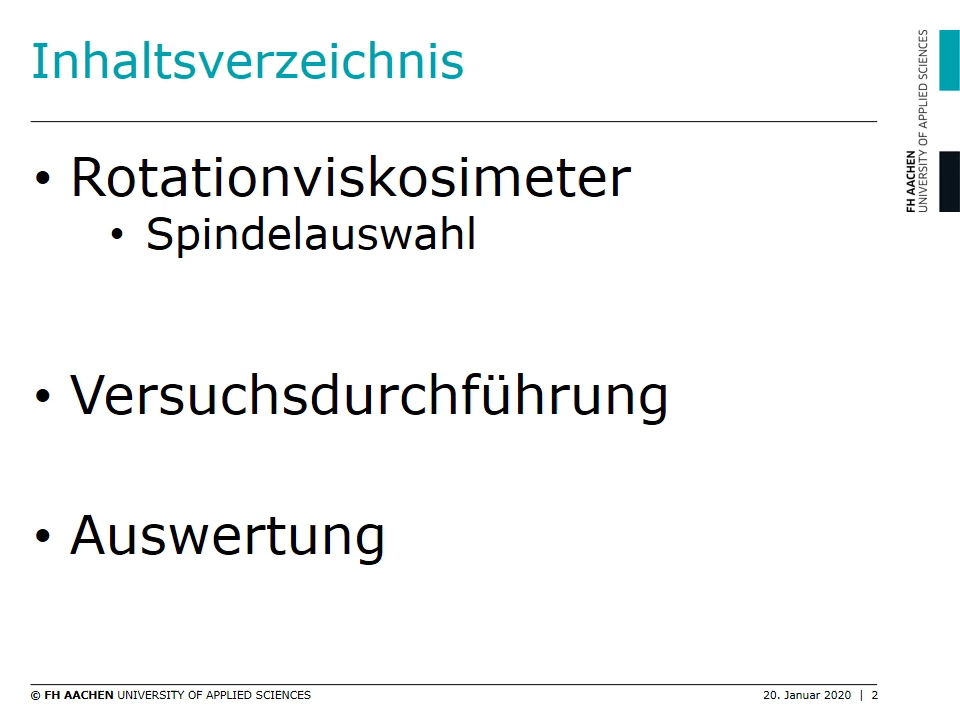 Inhaltsverzeichnis
• Rotationviskosimeter
• Spindelauswahl
• Versuchsdurchführung
• Auswertung
FH AACHEN
UNIVERSITY OF APPLIED SCIENCES
© FH AACHEN UNIVERSITY OF APPLIED SCIENCES
20. Januar 2020 | 2